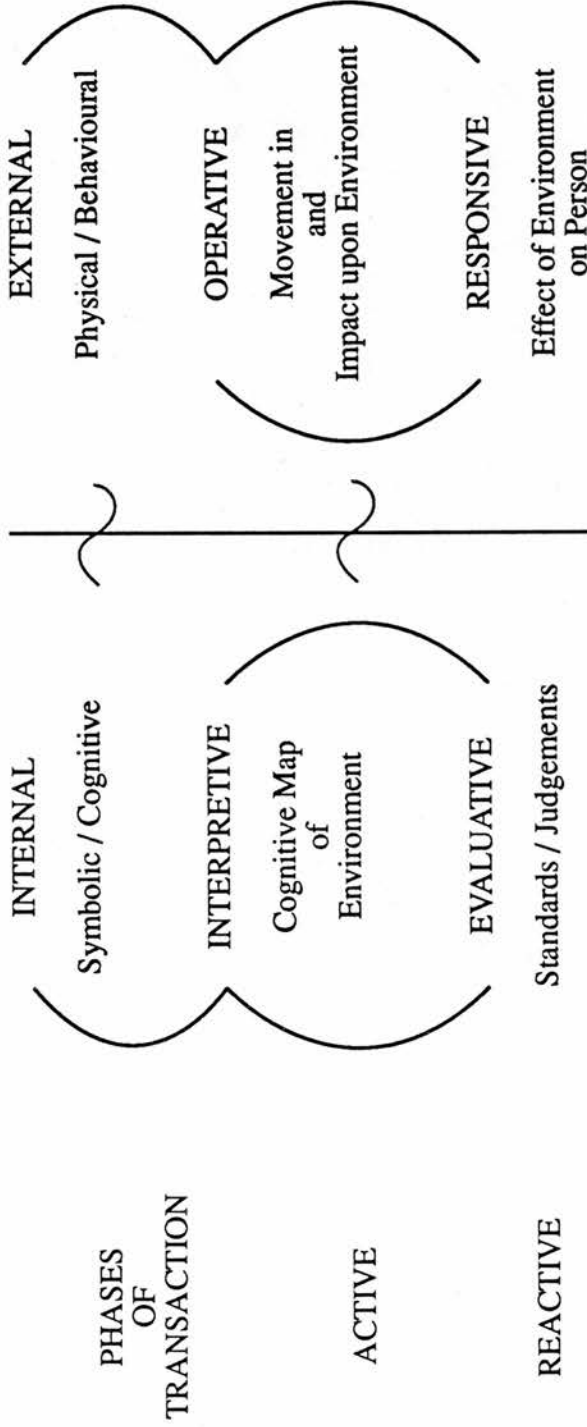 INTERNAL
EXTERNAL
PHASES
OF
TRANSACTION
Symbolic / Cognitive
Physical / Behavioural
ACTIVE
INTERPRETIVE
Cognitive Map
of
Environment
OPERATIVE
Movement in
and
Impact upon Environment
REACTIVE
EVALUATIVE
Standards / Judgements
RESPONSIVE
Effect of Environment
on Person